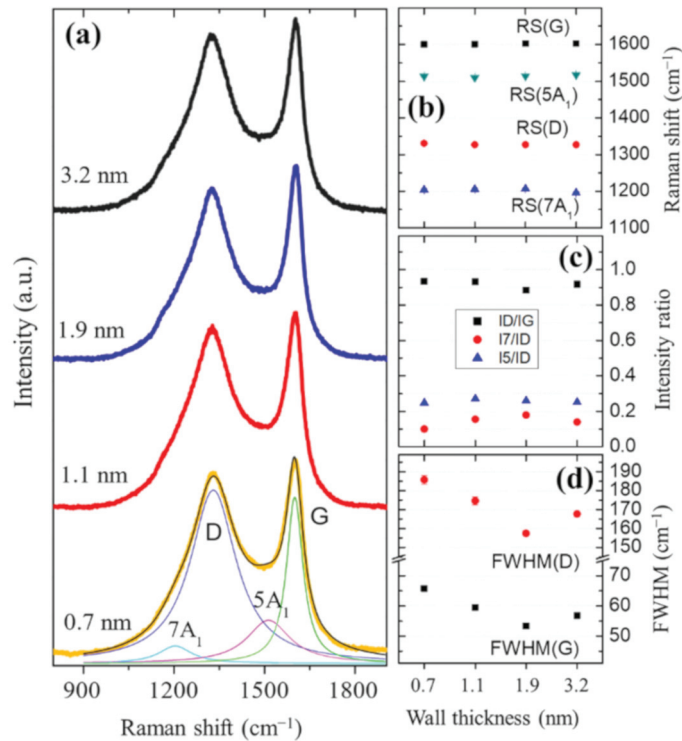 (a)
3.2 nm
1.9 nm
1.1 nm
0.7 nm
D
G
7A₁
5A₁
Intensity (a.u.)
800 1200 1600 1800
Raman shift (cm⁻¹)
(b)
RS(G)
RS(5A₁)
RS(D)
RS(7A₁)
1600
1500
1400
1300
1200
1100
Raman shift (cm⁻¹)
(c)
ID/IG
I7/ID
I5/ID
1.0
0.8
0.6
0.4
0.2
0.0
Intensity ratio
(d)
FWHM(D)
FWHM(G)
190
180
170
160
150
70
60
50
FWHM (cm⁻¹)
0.7 1.1 1.9 3.2
Wall thickness (nm)